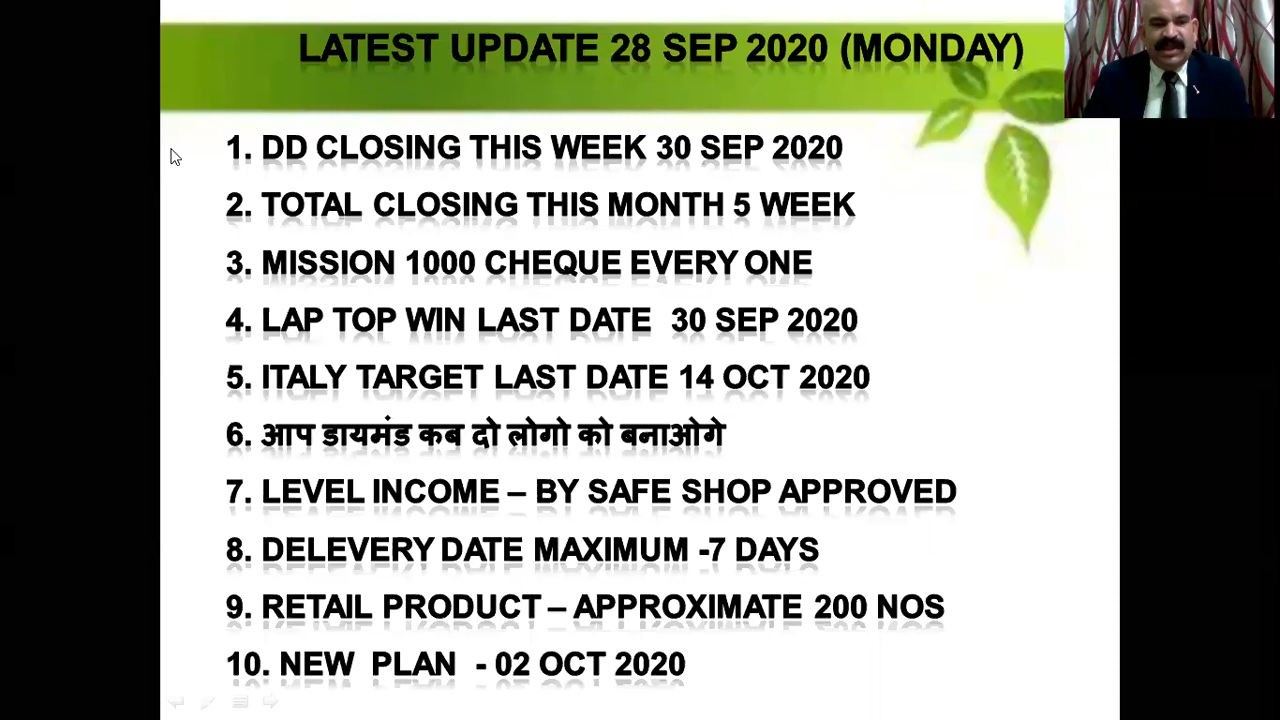 LATEST UPDATE 28 SEP 2020 (MONDAY)
1. DD CLOSING THIS WEEK 30 SEP 2020
2. TOTAL CLOSING THIS MONTH 5 WEEK
3. MISSION 1000 CHEQUE EVERY ONE
4. LAP TOP WIN LAST DATE 30 SEP 2020
5. ITALY TARGET LAST DATE 14 OCT 2020
6. आप डायमंड कब दो लोगो को बनाओगे
7. LEVEL INCOME – BY SAFE SHOP APPROVED
8. DELEVERY DATE MAXIMUM -7 DAYS
9. RETAIL PRODUCT – APPROXIMATE 200 NOS
10. NEW PLAN - 02 OCT 2020